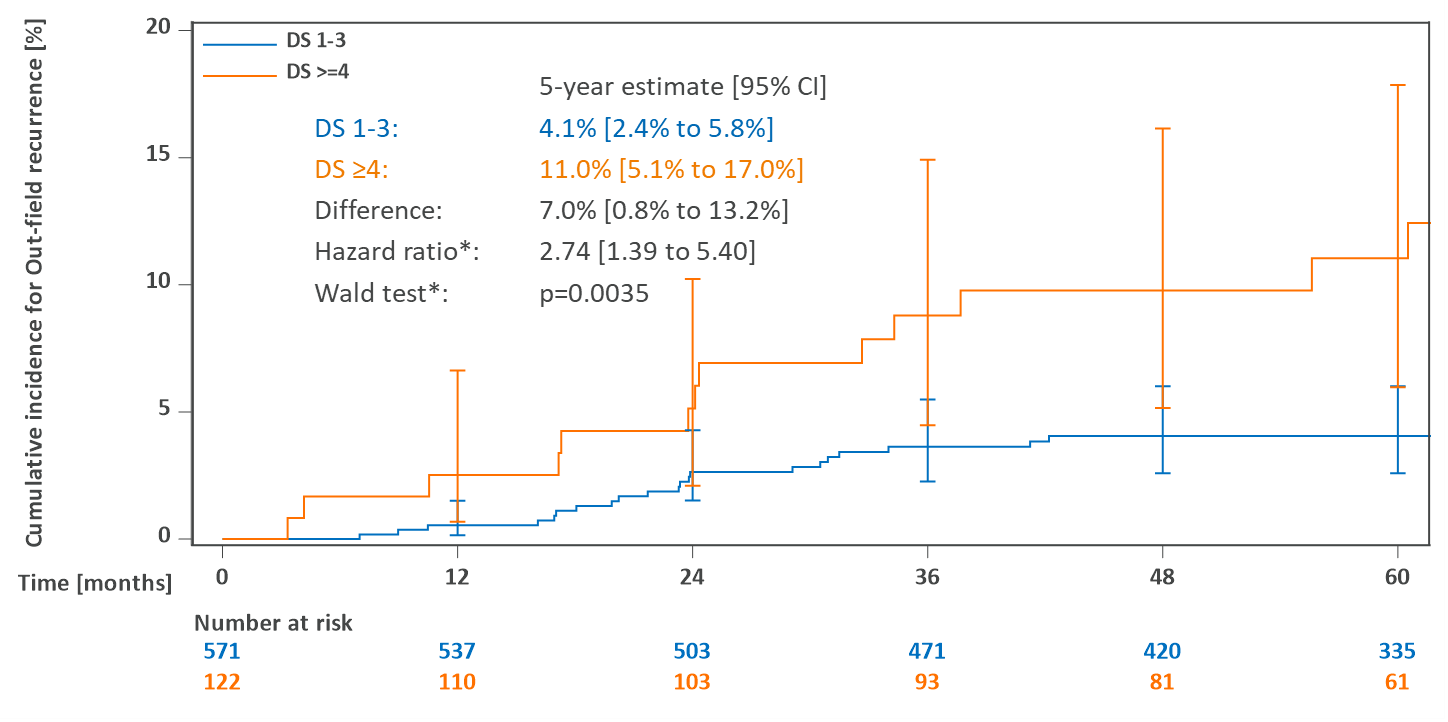 Cumulative incidence for Out-field recurrence [%]
20
15
10
5
0
DS 1-3
DS >=4
5-year estimate [95% CI]
DS 1-3: 4.1% [2.4% to 5.8%]
DS ≥4: 11.0% [5.1% to 17.0%]
Difference: 7.0% [0.8% to 13.2%]
Hazard ratio*: 2.74 [1.39 to 5.40]
Wald test*: p=0.0035
Time [months] 0 12 24 36 48 60
Number at risk
571 537 503 471 420 335
122 110 103 93 81 61